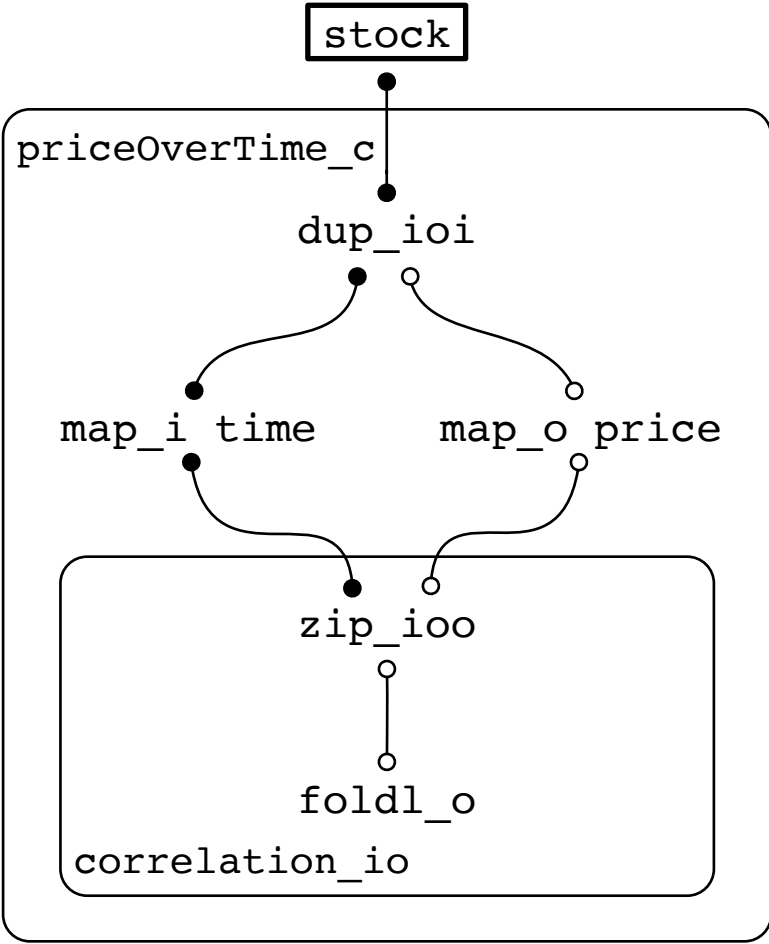 stock
priceOverTime_c
dup_ioi
map_i time
map_o price
zip_ioo
foldl_o
correlation_io